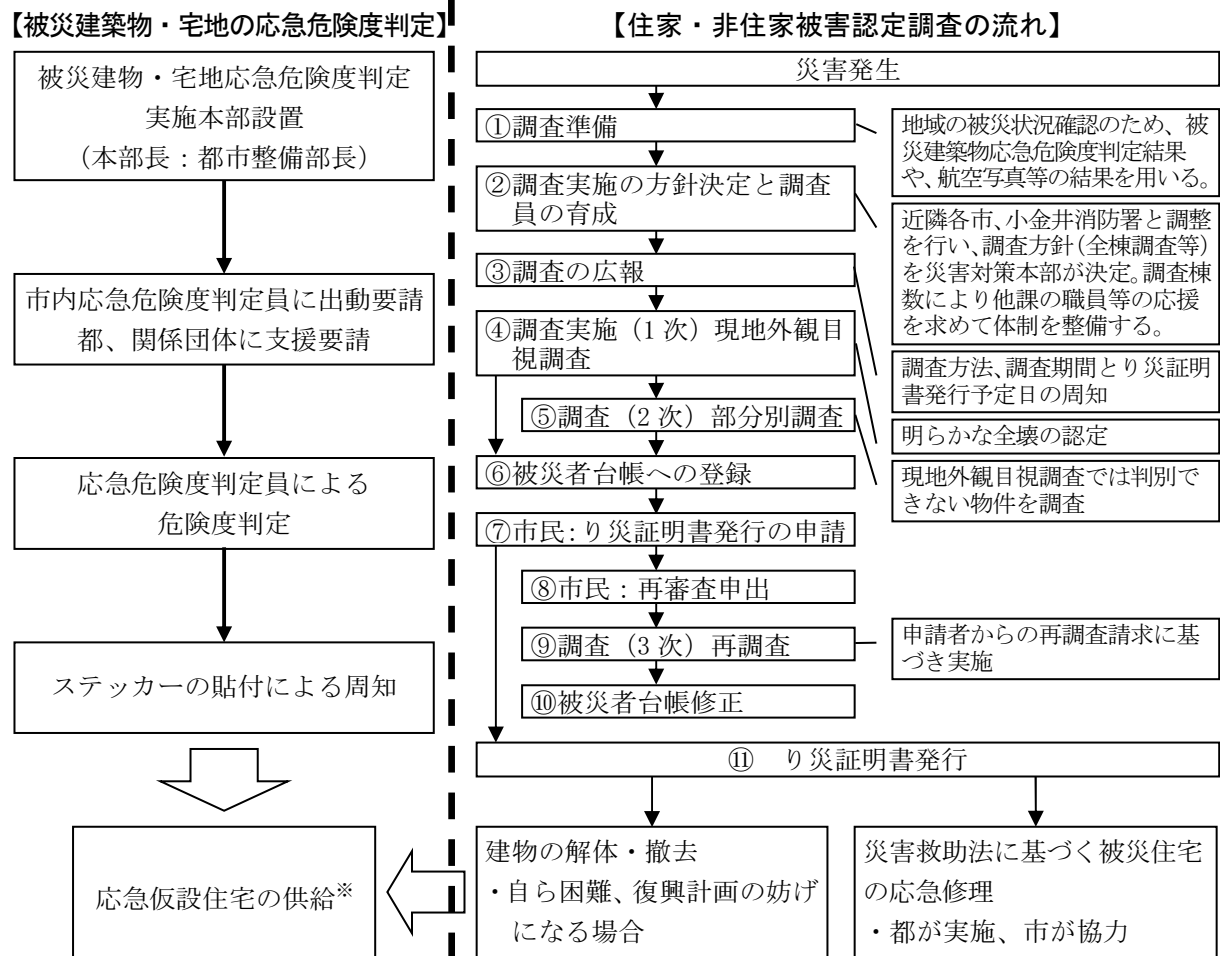 【被災建築物・宅地の応急危険度判定】
被災建物・宅地応急危険度判定
実施本部設置
（本部長：都市整備部長）
市内応急危険度判定員に出動要請
都、関係団体に支援要請
応急危険度判定員による
危険度判定
ステッカーの貼付による周知
応急仮設住宅の供給※
【住家・非住家被害認定調査の流れ】
災害発生
①調査準備
地域の被災状況確認のため、被
災建築物応急危険度判定結果
や、航空写真等の結果を用いる。
②調査実施の方針決定と調査
員の育成
近隣各市、小金井消防署と調整
を行い、調査方針（全棟調査等）
を災害対策本部が決定。調査棟
数により他課の職員等の応援
を求めて体制を整備する。
③調査の広報
調査方法、調査期間とり災証明
書発行予定日の周知
④調査実施（1次）現地外観目
視調査
明らかな全壊の認定
⑤調査（2次）部分別調査
現地外観目視調査では判別で
きない物件を調査
⑥被災者台帳への登録
⑦市民：り災証明書発行の申請
⑧市民：再審査申出
⑨調査（3次）再調査
申請者からの再調査請求に基
づき実施
⑩被災者台帳修正
⑪　り災証明書発行
建物の解体・撤去
・自ら困難、復興計画の妨げ
になる場合
災害救助法に基づく被災住宅
の応急修理
・都が実施、市が協力